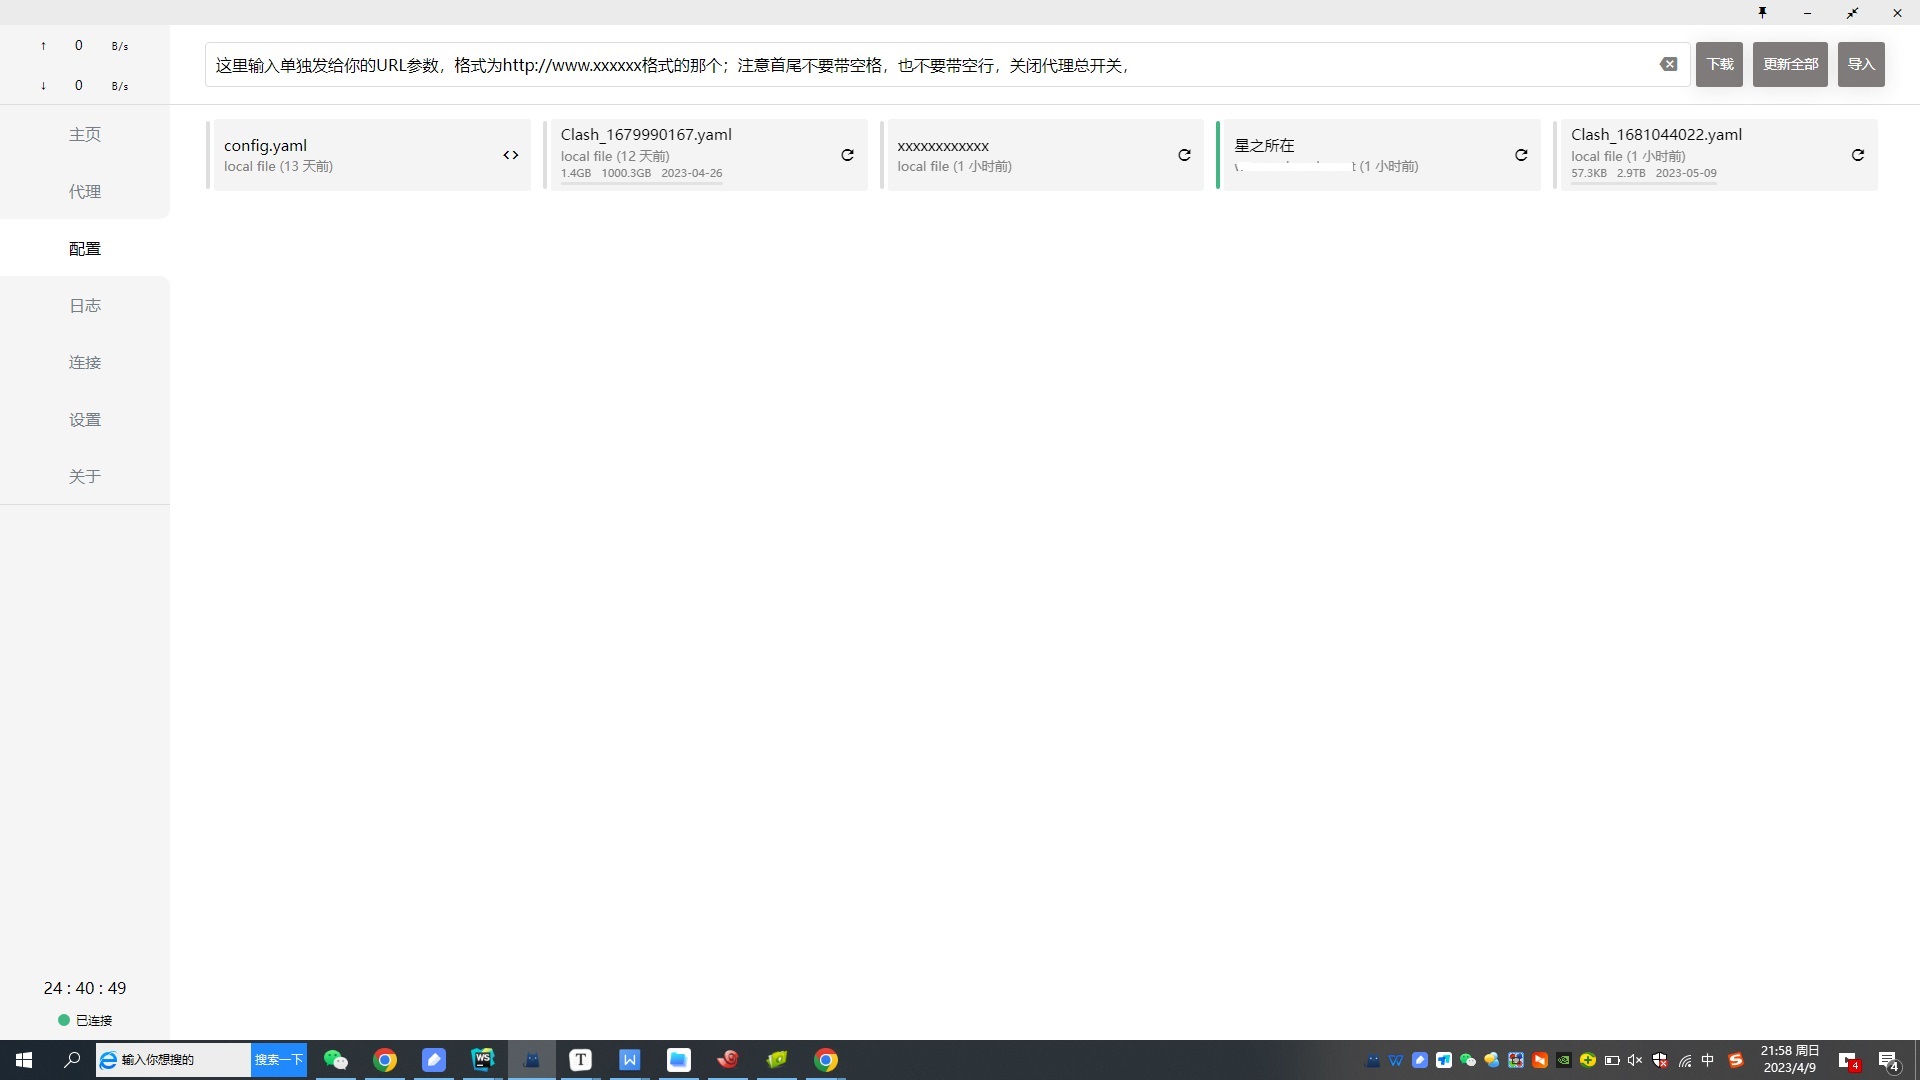 ↑ 0 B/s
↓ 0 B/s
这里输入单独发给你的URL参数，格式为http://www.xxxxxx格式的那个；注意首尾不要带空格，也不要带空行，关闭代理总开关，
下载
更新全部
导入
主页
代理
配置
日志
连接
设置
关于
config.yaml
local file (13 天前)
Clash_1679990167.yaml
local file (12 天前)
1.4GB 1000.3GB 2023-04-26
xxxxxxxxxxxx
local file (1 小时前)
星之所在
(1 小时前)
Clash_1681044022.yaml
local file (1 小时前)
57.3KB 2.9TB 2023-05-09
24 : 40 : 49
已连接
输入你想搜的
搜索一下
WS
T
W
中
21:58 周日
2023/4/9
4
4